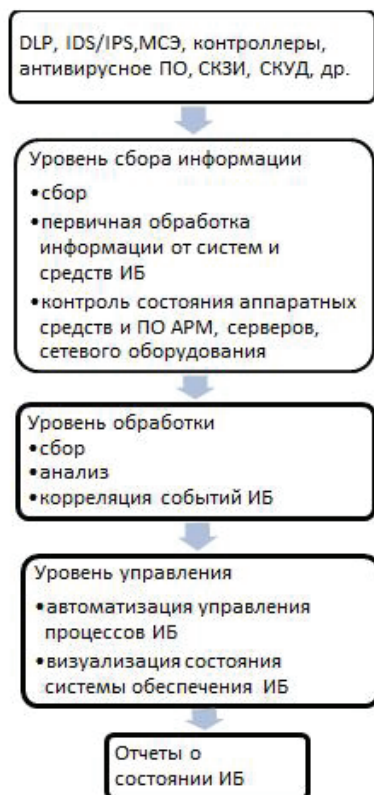 DLP, IDS/IPS,МСЭ, контроллеры,
антивирусное ПО, СКЗИ, СКУД, др.
Уровень сбора информации
•сбор
•первичная обработка
информации от систем и
средств ИБ
•контроль состояния аппаратных
средств и ПО АРМ, серверов,
сетевого оборудования
Уровень обработки
•сбор
•анализ
•корреляция событий ИБ
Уровень управления
•автоматизация управления
процессов ИБ
•визуализация состояния
системы обеспечения ИБ
Отчеты о
состоянии ИБ